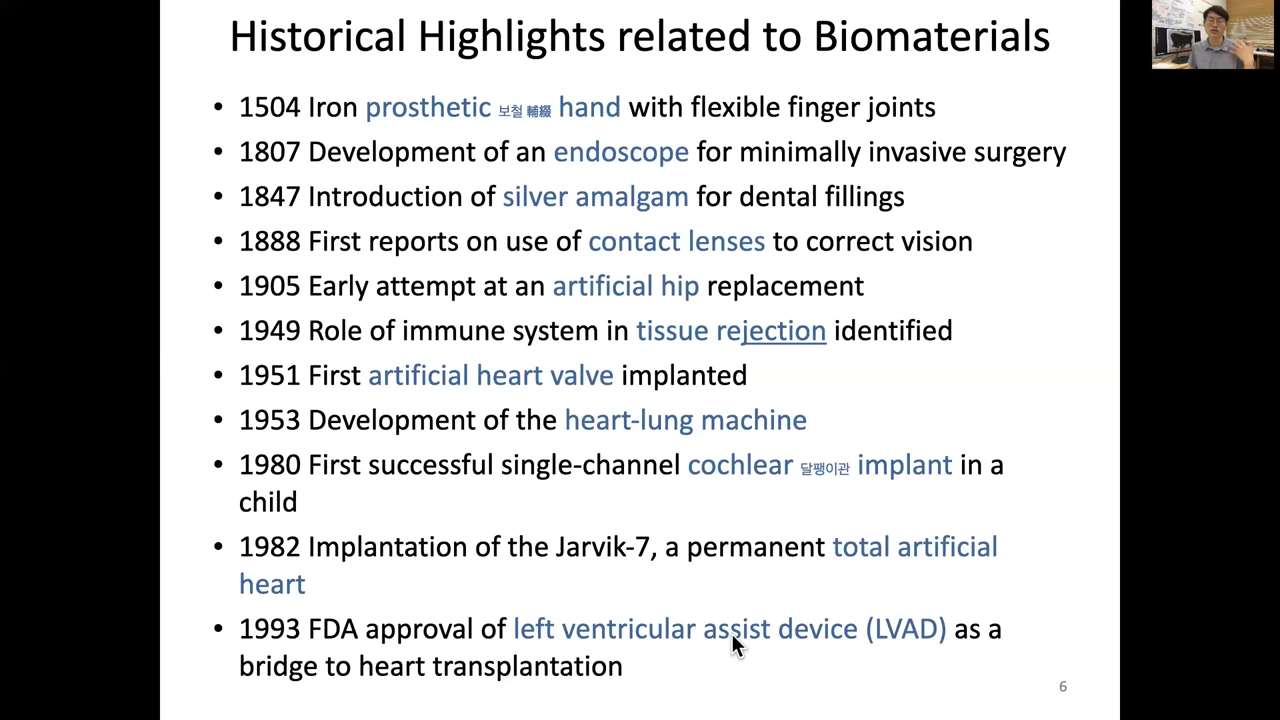 Historical Highlights related to Biomaterials
• 1504 Iron prosthetic 보철 輔綴 hand with flexible finger joints
• 1807 Development of an endoscope for minimally invasive surgery
• 1847 Introduction of silver amalgam for dental fillings
• 1888 First reports on use of contact lenses to correct vision
• 1905 Early attempt at an artificial hip replacement
• 1949 Role of immune system in tissue rejection identified
• 1951 First artificial heart valve implanted
• 1953 Development of the heart-lung machine
• 1980 First successful single-channel cochlear 달팽이관 implant in a
child
• 1982 Implantation of the Jarvik-7, a permanent total artificial
heart
• 1993 FDA approval of left ventricular assist device (LVAD) as a
bridge to heart transplantation
6